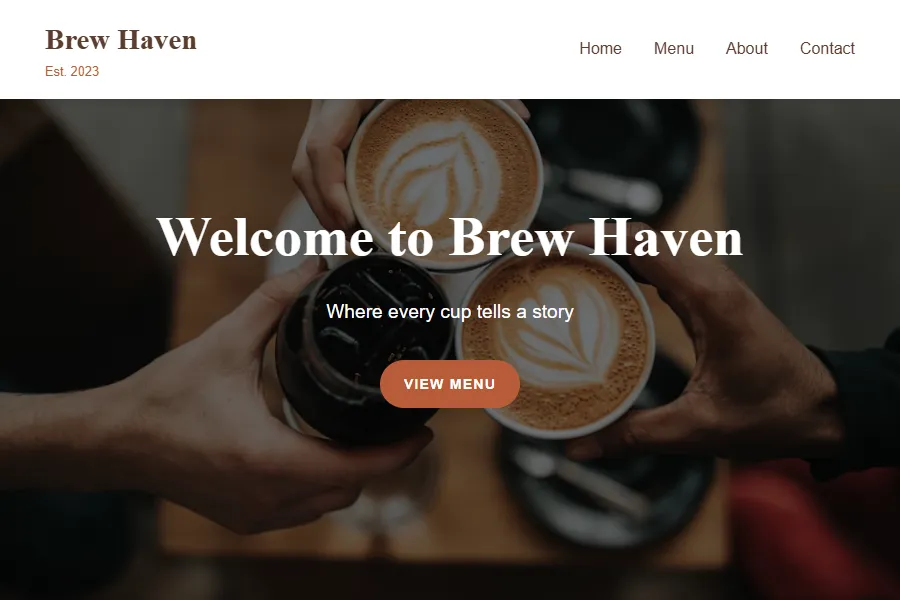 Brew Haven
Est. 2023
Home Menu About Contact
Welcome to Brew Haven
Where every cup tells a story
VIEW MENU